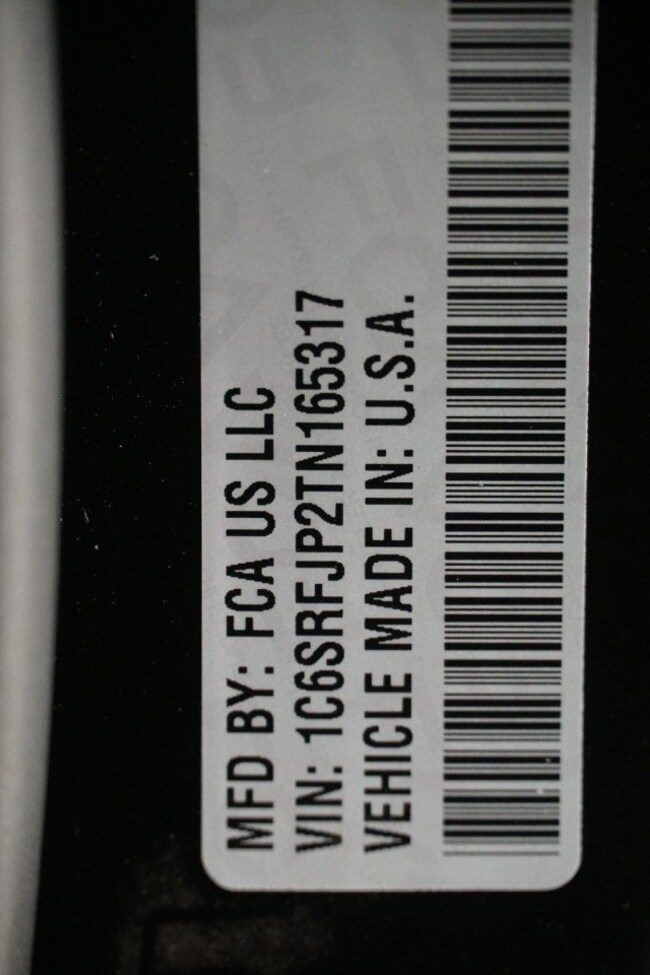 MFD BY: FCA US LLC
VIN: 1C6SRFJP2TN165317
VEHICLE MADE IN: U.S.A.